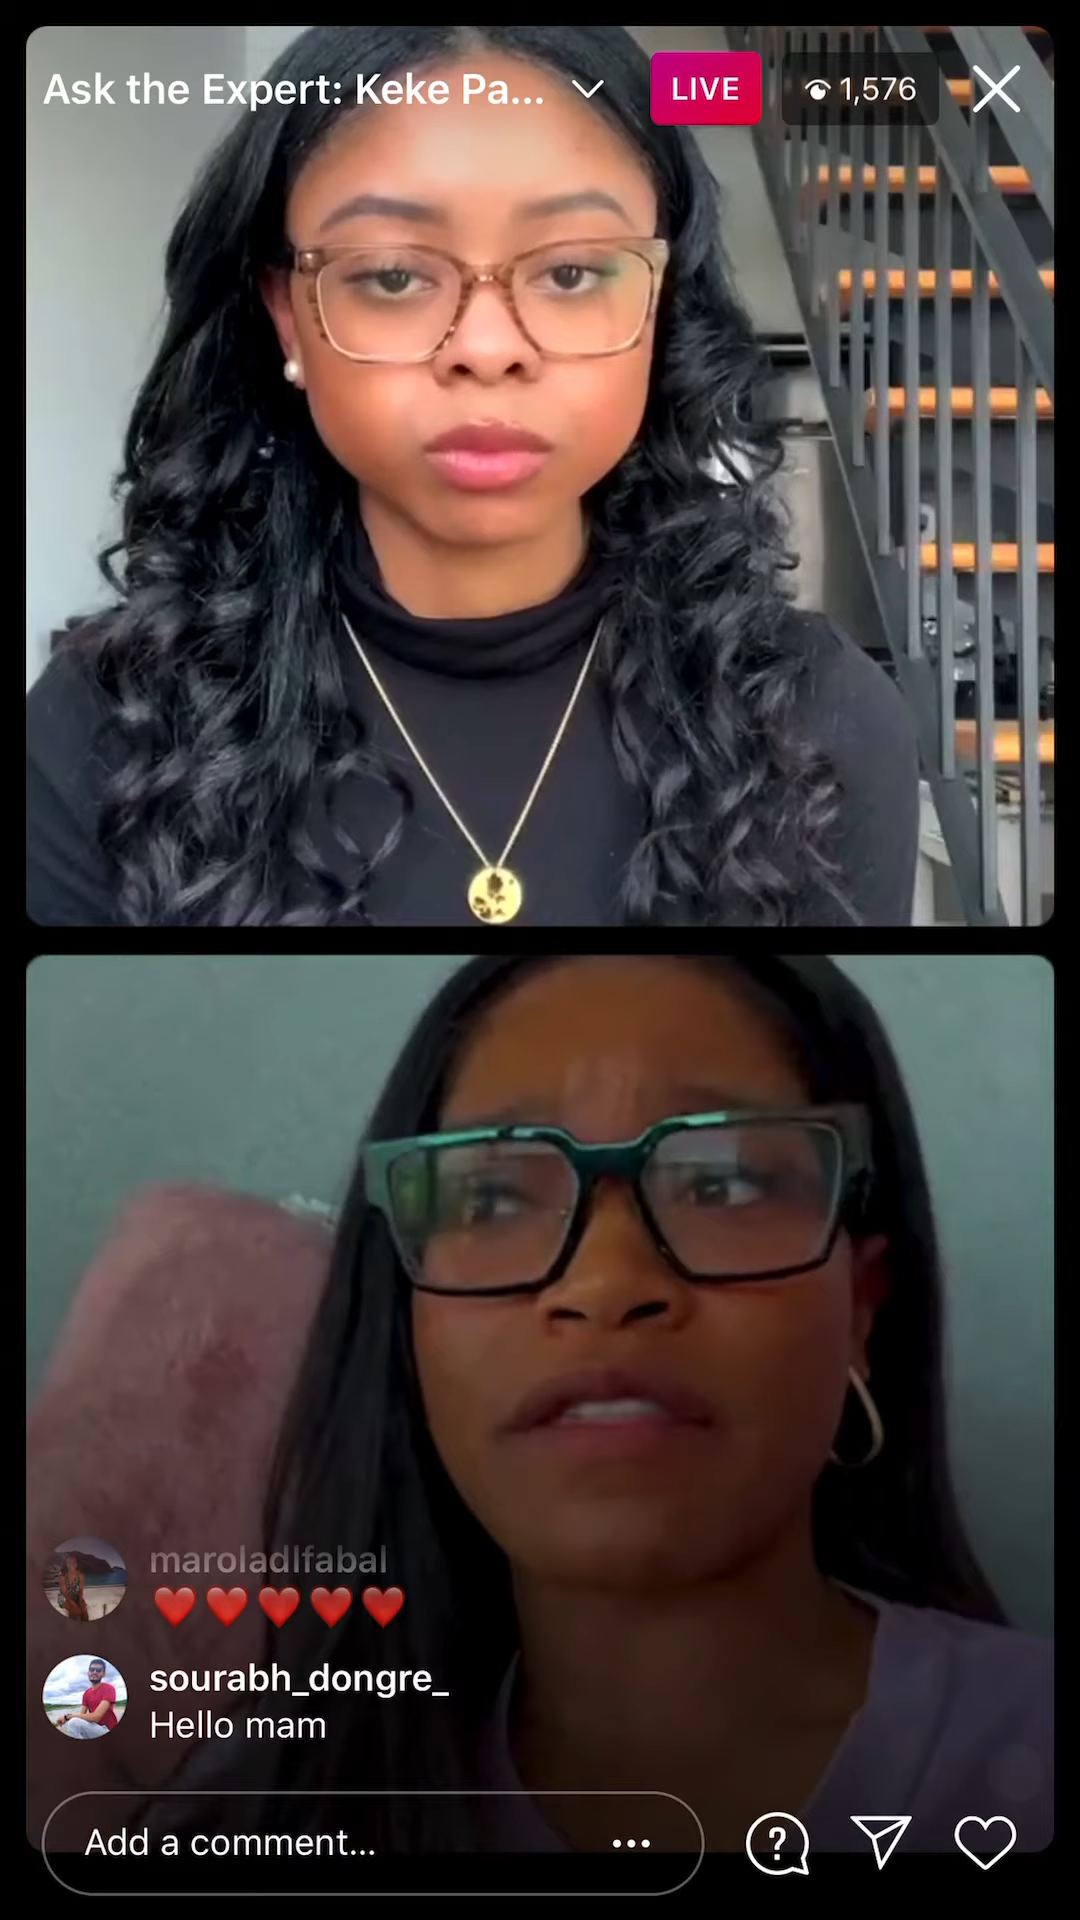 Ask the Expert: Keke Pa...
LIVE
1,576
maroladlfabal
❤️❤️❤️❤️❤️
sourabh_dongre_
Hello mam
Add a comment...